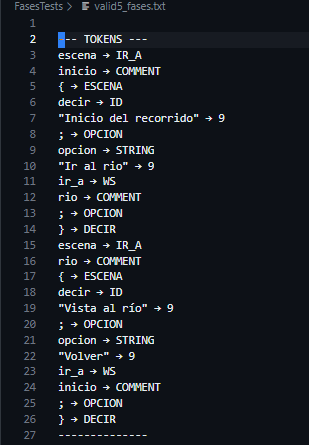 FasesTests > valid5_fases.txt
1
2 --- TOKENS ---
3 escena → IR_A
4 inicio → COMMENT
5 { → ESCENA
6 decir → ID
7 "Inicio del recorrido" → 9
8 ; → OPCION
9 opcion → STRING
10 "Ir al rio" → 9
11 ir_a → WS
12 rio → COMMENT
13 ; → OPCION
14 } → DECIR
15 escena → IR_A
16 rio → COMMENT
17 { → ESCENA
18 decir → ID
19 "Vista al río" → 9
20 ; → OPCION
21 opcion → STRING
22 "Volver" → 9
23 ir_a → WS
24 inicio → COMMENT
25 ; → OPCION
26 } → DECIR
27 --------------